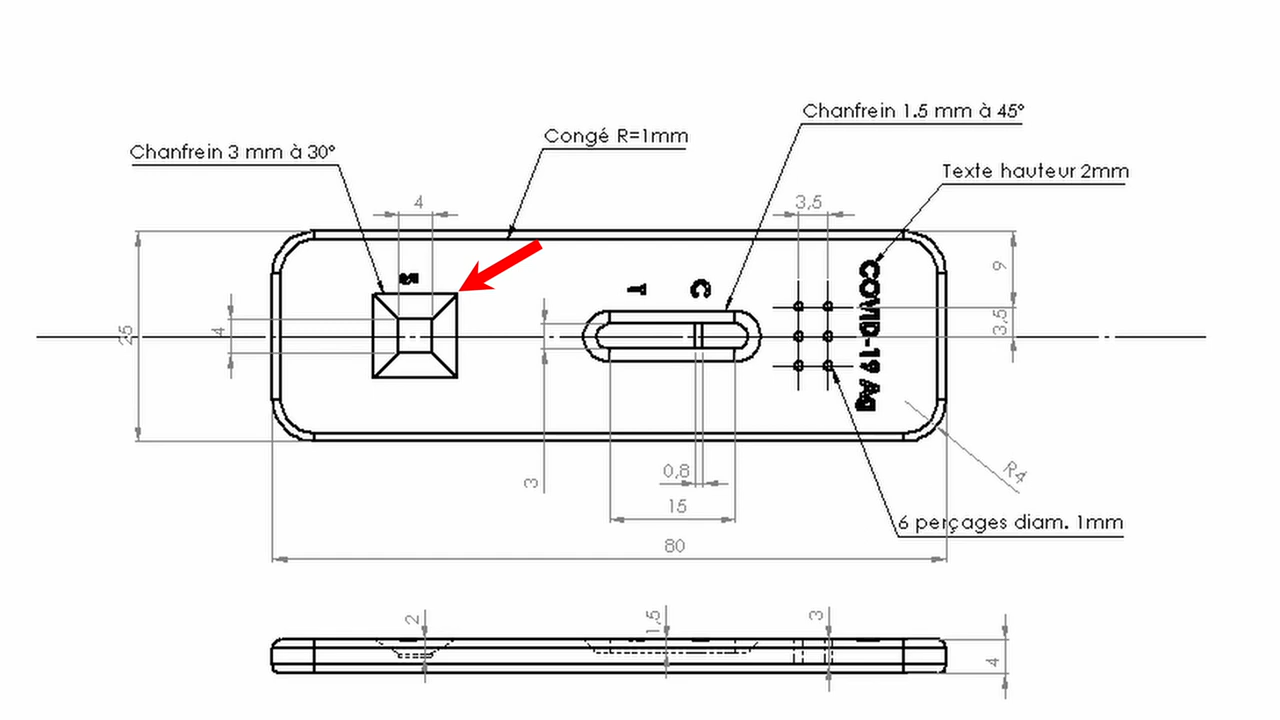 Chanfrein 1.5 mm à 45°
Congé R=1mm
Chanfrein 3 mm à 30°
Texte hauteur 2mm
4
3,5
S
T
C
COVID-19 Ag
9
3,5
25
4
3
0,8
15
80
R4
6 perçages diam. 1mm
2
1,5
3
4